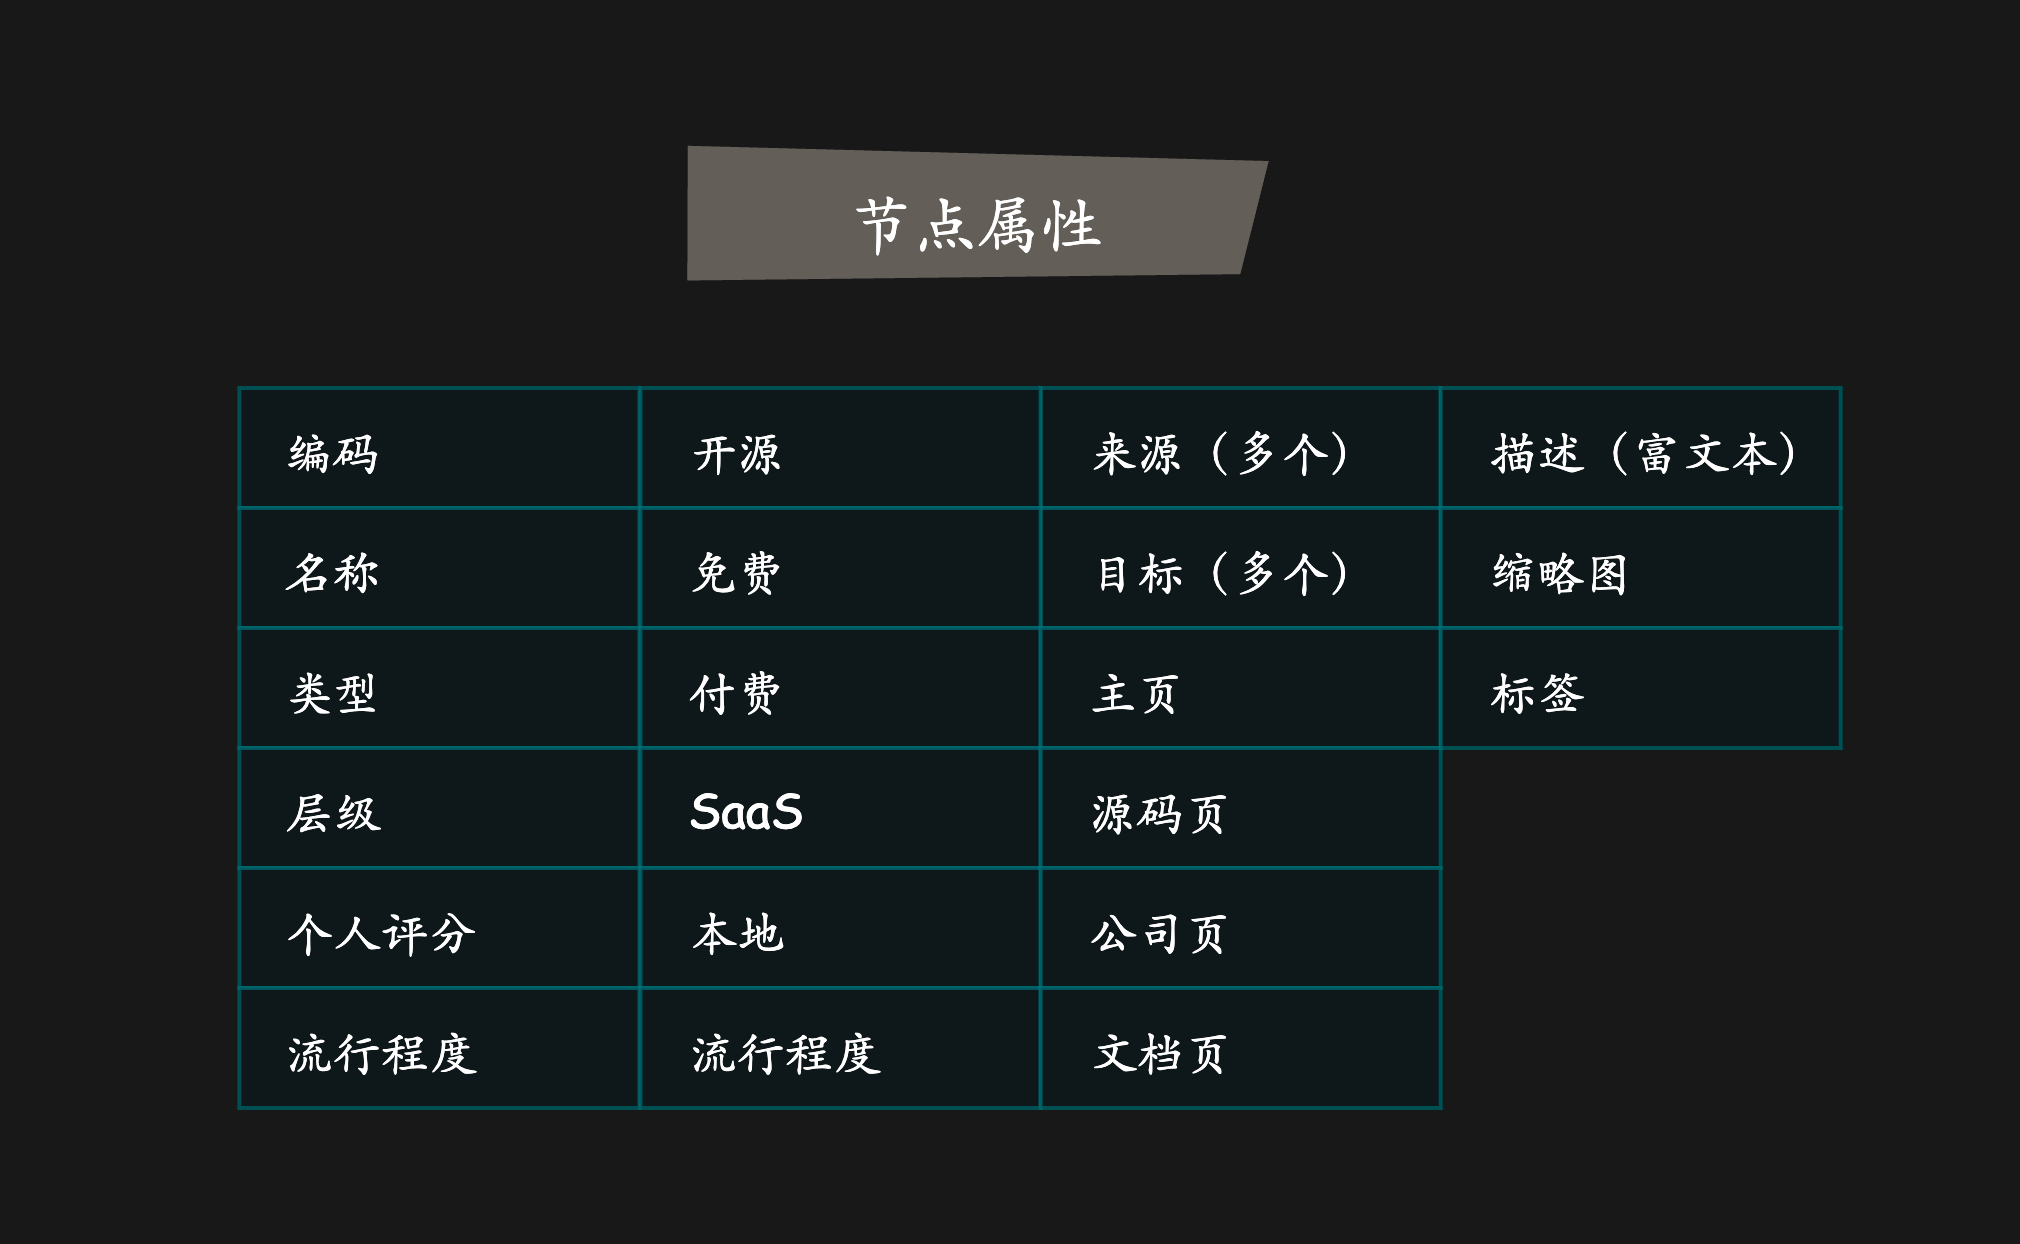 节点属性
编码 开源 来源（多个） 描述（富文本）
名称 免费 目标（多个） 缩略图
类型 付费 主页 标签
层级 SaaS 源码页
个人评分 本地 公司页
流行程度 流行程度 文档页